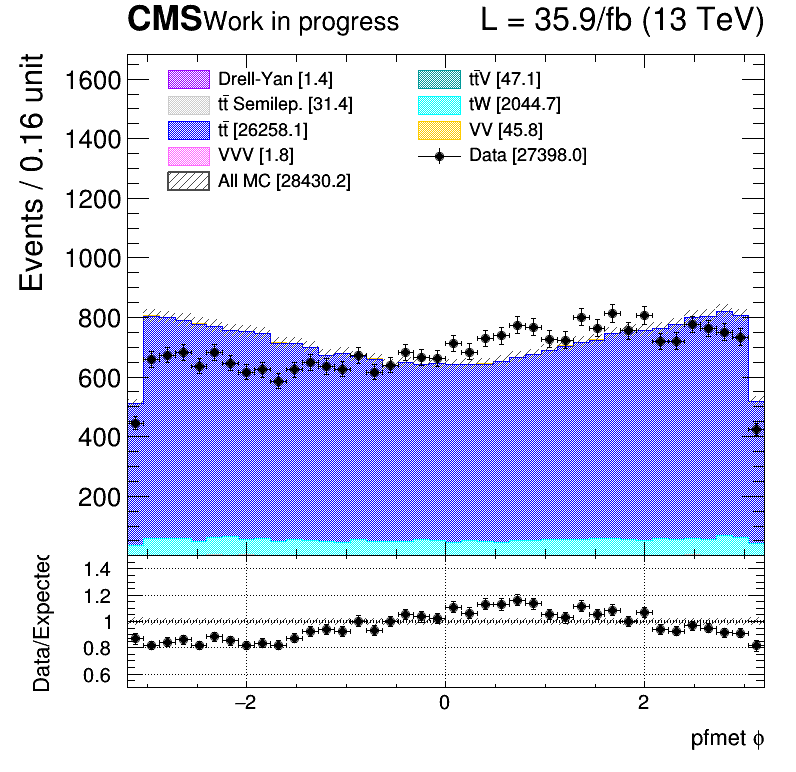 CMS Work in progress L = 35.9/fb (13 TeV)
Events / 0.16 unit
1600
1400
1200
1000
800
600
400
200
Drell-Yan [1.4]
tt̄ Semilep. [31.4]
tt̄ [26258.1]
VVV [1.8]
All MC [28430.2]
tt̄V [47.1]
tW [2044.7]
VV [45.8]
Data [27398.0]
Data/Expected
1.4
1.2
1
0.8
0.6
−2 0 2
pfmet ϕ